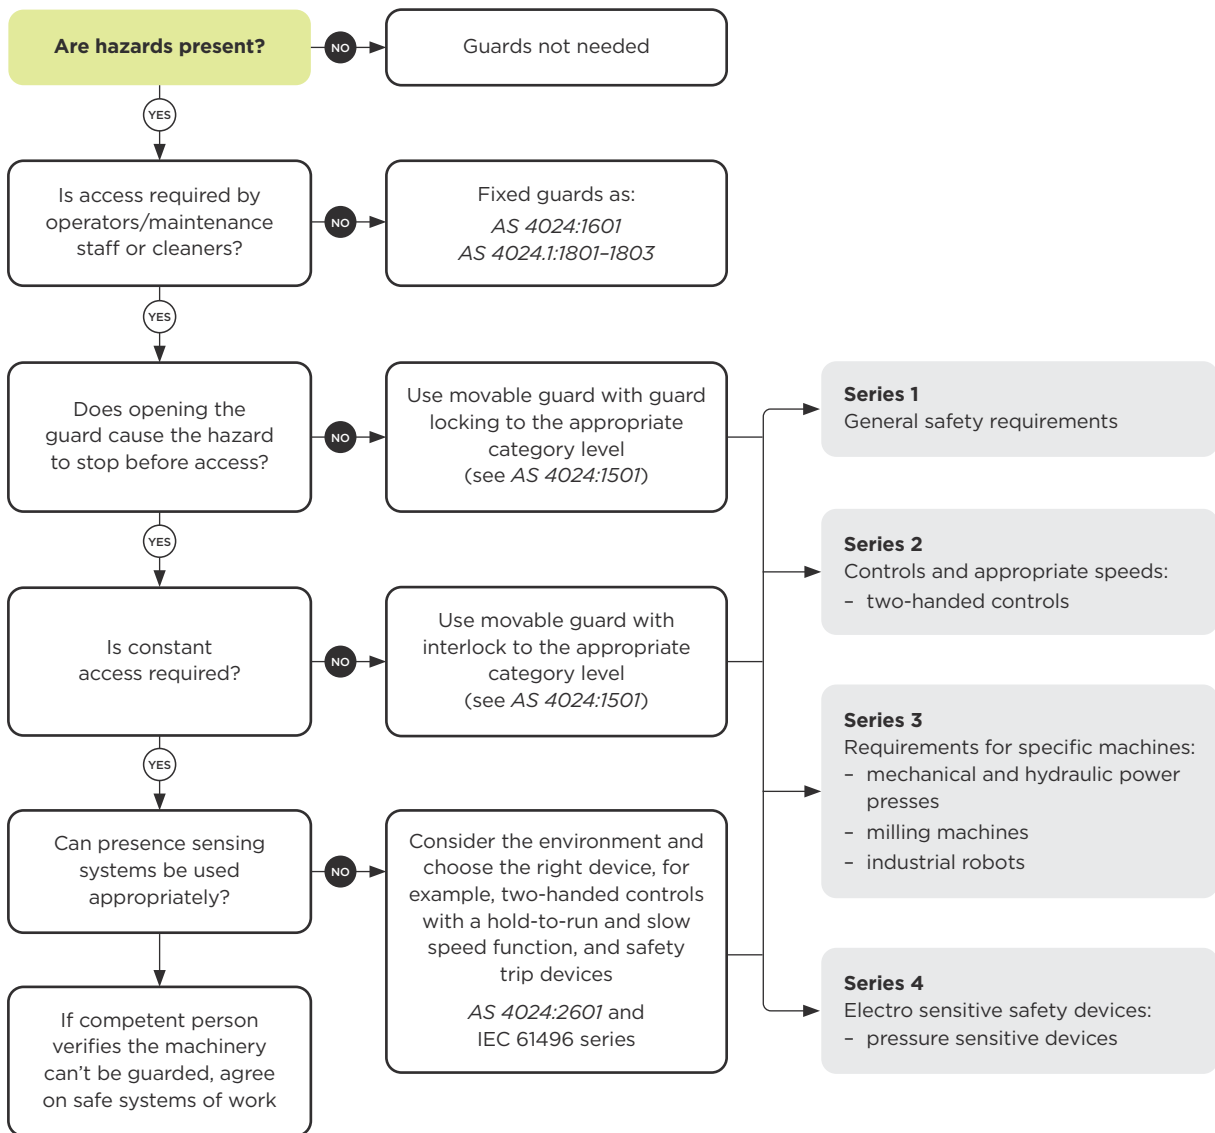 Are hazards present?
NO
Guards not needed
YES
Is access required by
operators/maintenance
staff or cleaners?
NO
Fixed guards as:
AS 4024:1601
AS 4024.1:1801–1803
YES
Does opening the
guard cause the hazard
to stop before access?
NO
Use movable guard with guard
locking to the appropriate
category level
(see AS 4024:1501)
Series 1
General safety requirements
YES
Series 2
Controls and appropriate speeds:
– two-handed controls
Is constant
access required?
NO
Use movable guard with
interlock to the appropriate
category level
(see AS 4024:1501)
Series 3
Requirements for specific machines:
– mechanical and hydraulic power
presses
– milling machines
– industrial robots
YES
Can presence sensing
systems be used
appropriately?
NO
Consider the environment and
choose the right device, for
example, two-handed controls
with a hold-to-run and slow
speed function, and safety
trip devices
AS 4024:2601 and
IEC 61496 series
Series 4
Electro sensitive safety devices:
– pressure sensitive devices
If competent person
verifies the machinery
can't be guarded, agree
on safe systems of work